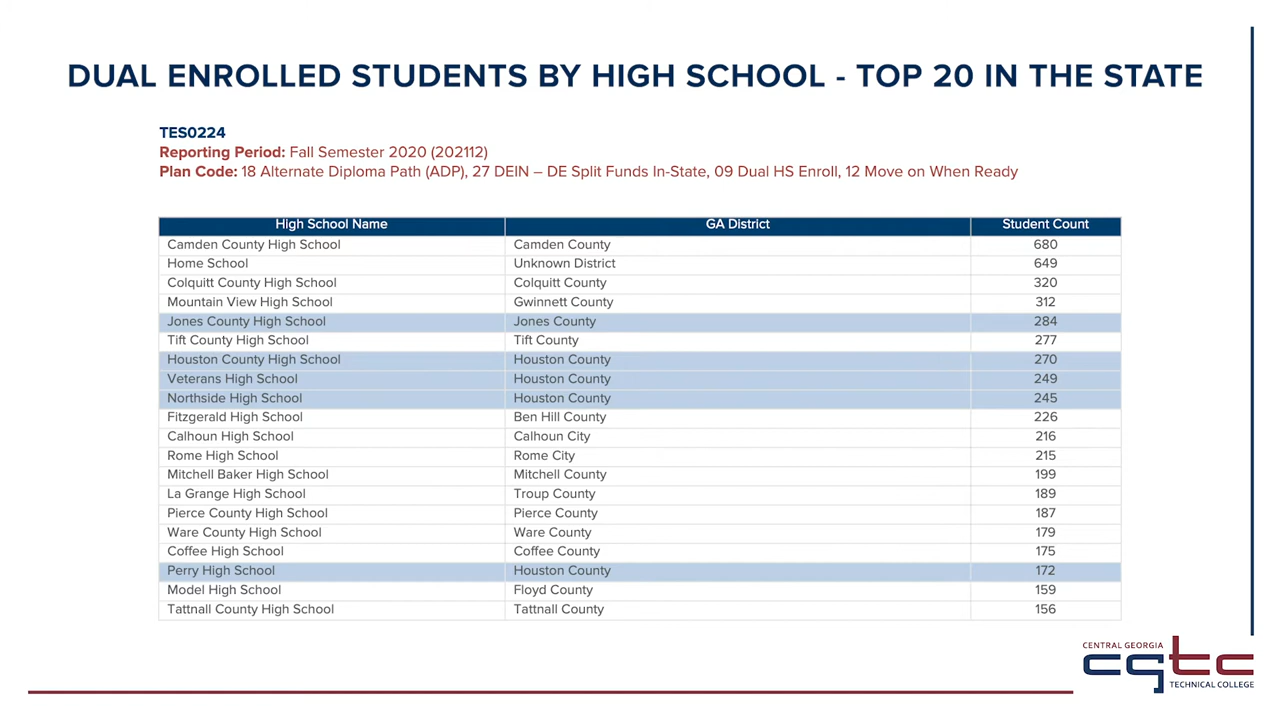 DUAL ENROLLED STUDENTS BY HIGH SCHOOL - TOP 20 IN THE STATE
TES0224
Reporting Period: Fall Semester 2020 (202112)
Plan Code: 18 Alternate Diploma Path (ADP), 27 DEIN – DE Split Funds In-State, 09 Dual HS Enroll, 12 Move on When Ready
High School Name GA District Student Count
Camden County High School Camden County 680
Home School Unknown District 649
Colquitt County High School Colquitt County 320
Mountain View High School Gwinnett County 312
Jones County High School Jones County 284
Tift County High School Tift County 277
Houston County High School Houston County 270
Veterans High School Houston County 249
Northside High School Houston County 245
Fitzgerald High School Ben Hill County 226
Calhoun High School Calhoun City 216
Rome High School Rome City 215
Mitchell Baker High School Mitchell County 199
La Grange High School Troup County 189
Pierce County High School Pierce County 187
Ware County High School Ware County 179
Coffee High School Coffee County 175
Perry High School Houston County 172
Model High School Floyd County 159
Tattnall County High School Tattnall County 156
CENTRAL GEORGIA
cgtc
TECHNICAL COLLEGE